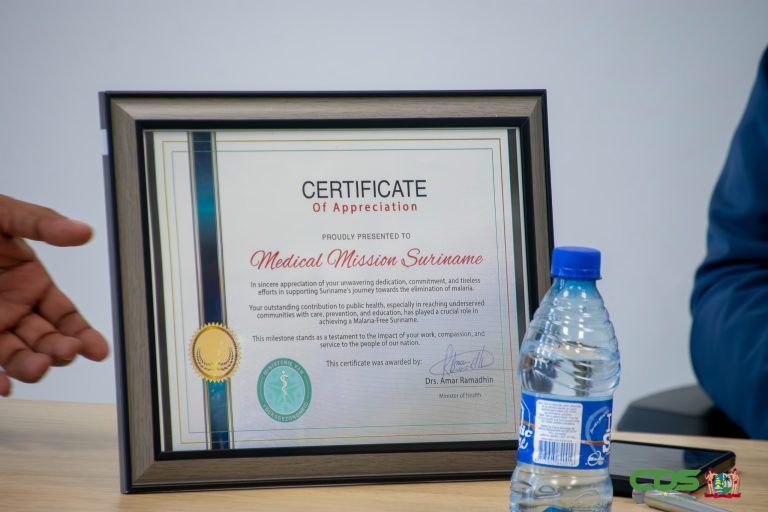 CERTIFICATE
Of Appreciation
PROUDLY PRESENTED TO
Medical Mission Suriname
In sincere appreciation of your unwavering dedication, commitment, and tireless
efforts in supporting Suriname's journey towards the elimination of malaria.
Your outstanding contribution to public health, especially in reaching underserved
communities with care, prevention, and education, has played a crucial role in
achieving a Malaria-Free Suriname.
This milestone stands as a testament to the impact of your work, compassion, and
service to the people of our nation.
This certificate was awarded by:
Drs. Amar Ramadhin
Minister of health
MINISTERIE VAN
VOLKSGEZONDHEID
CDS